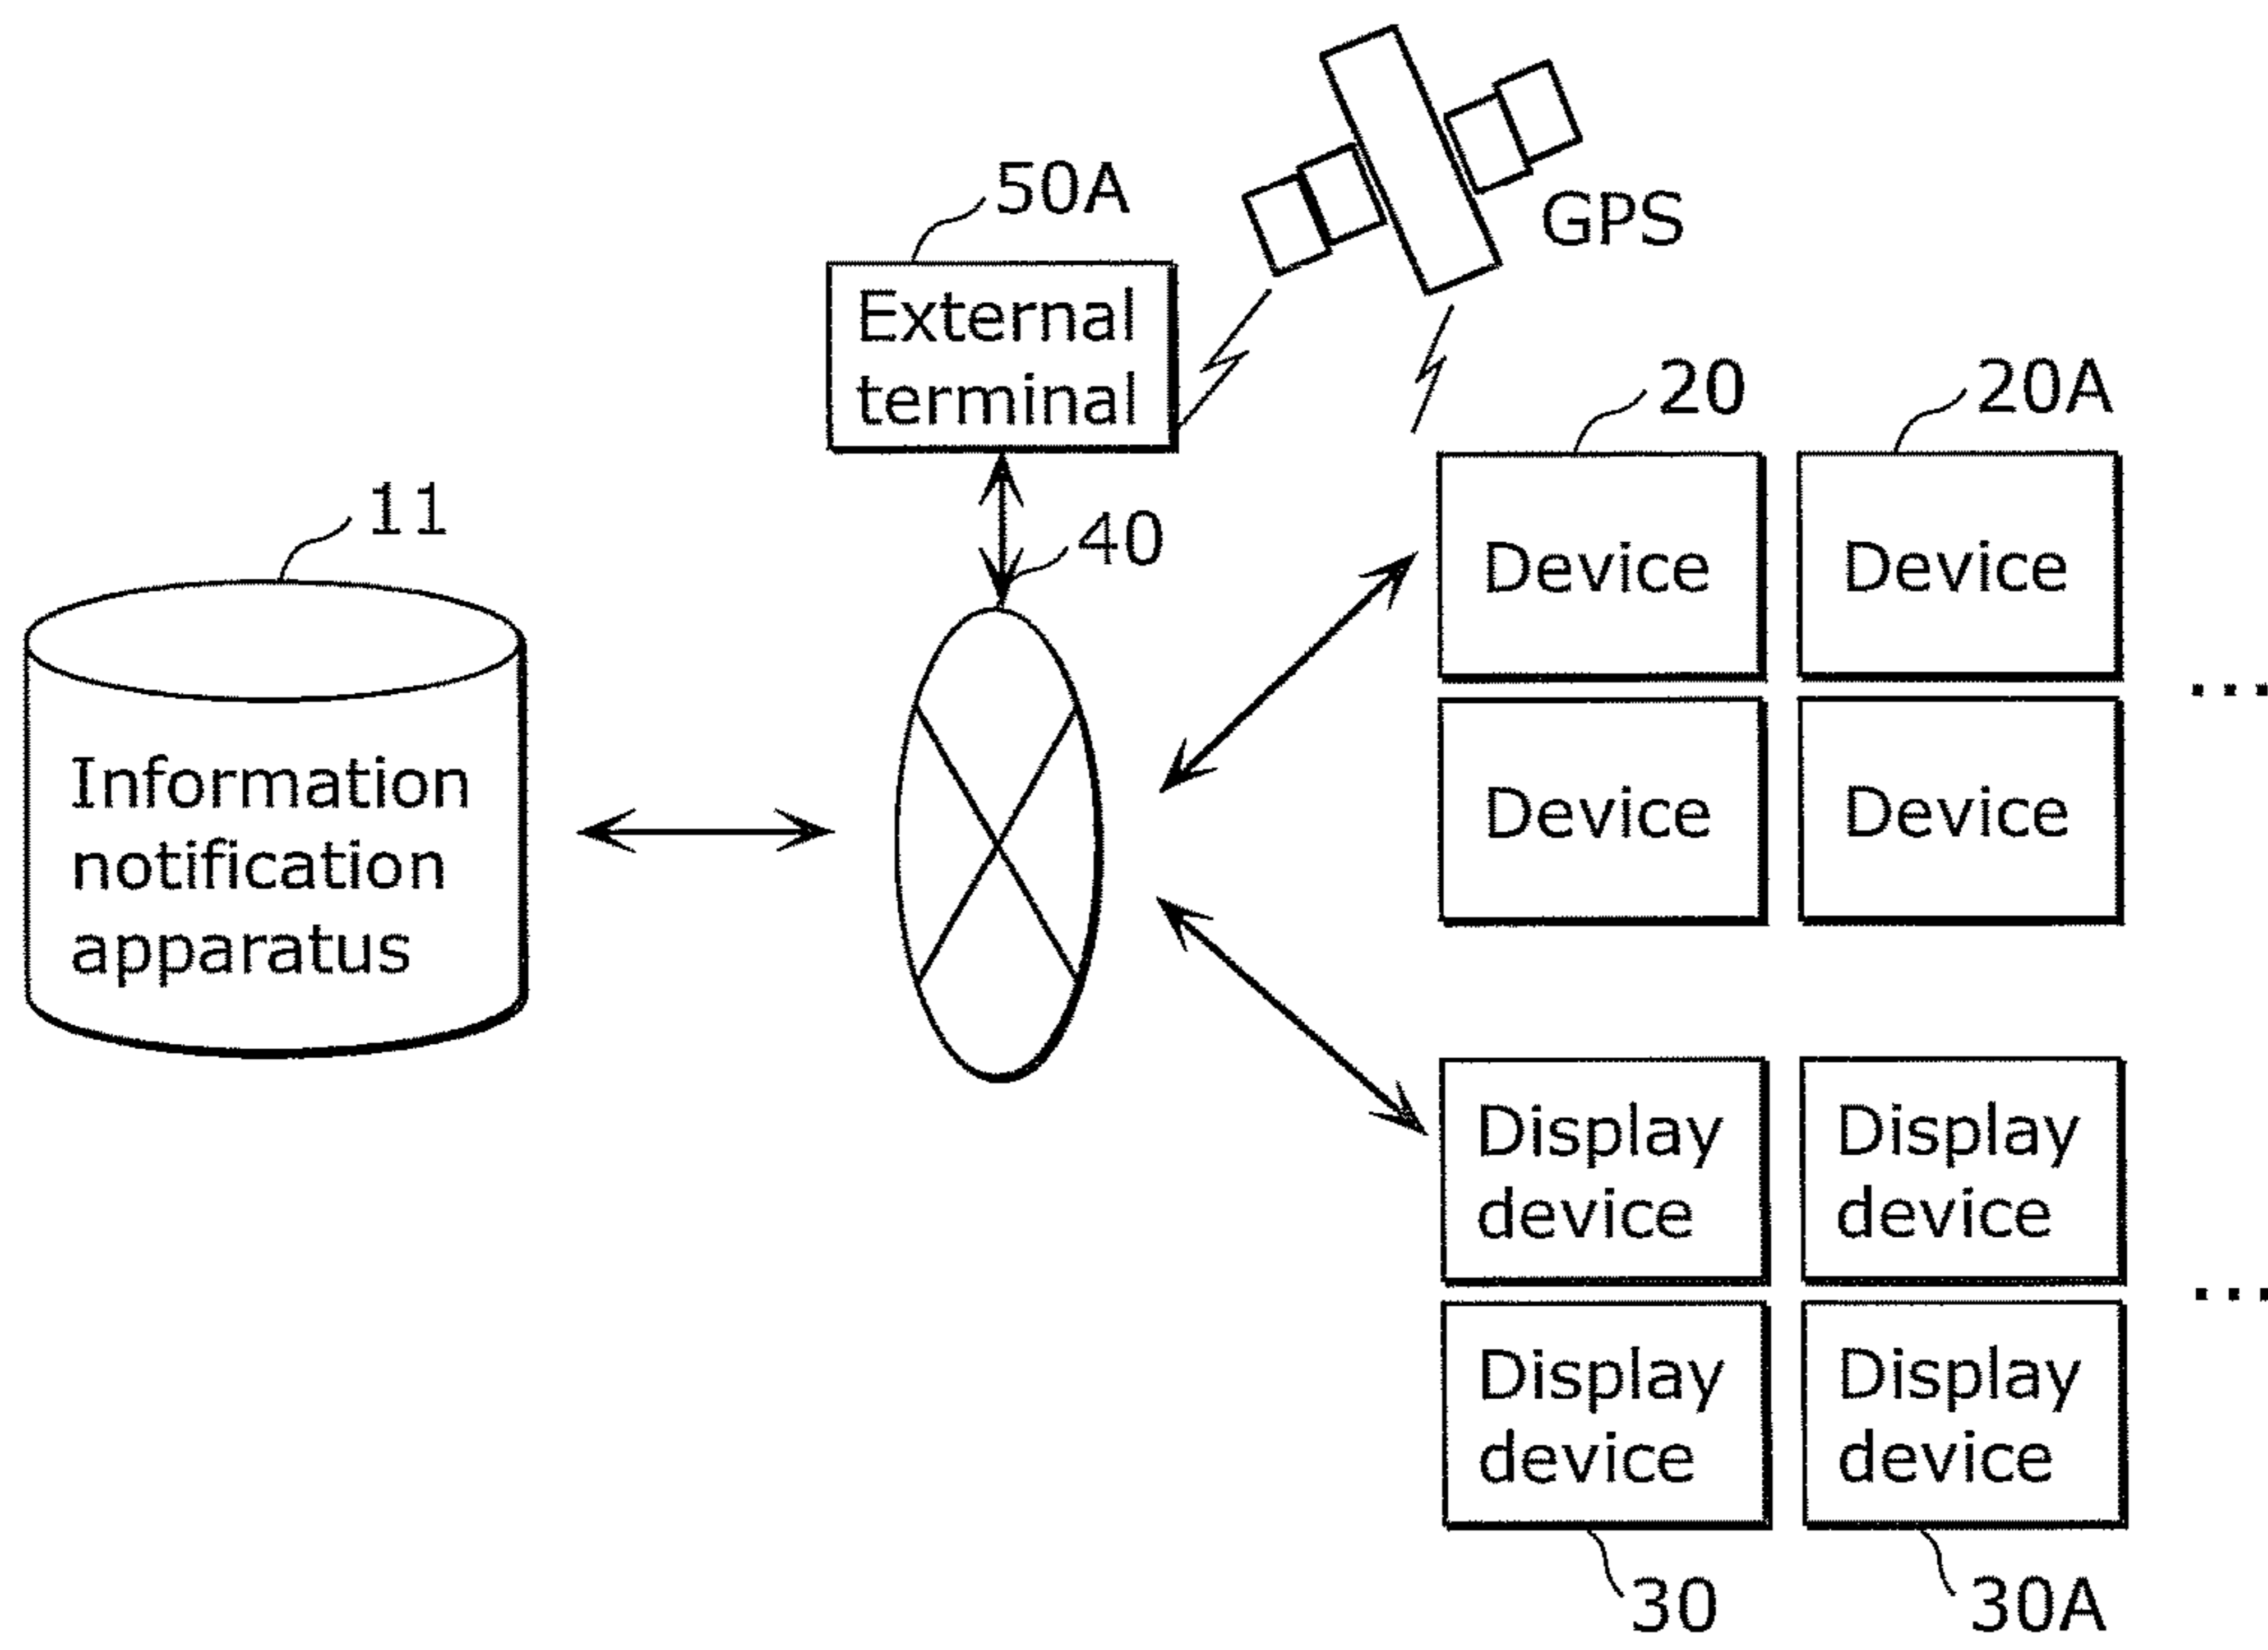 50A
GPS
External
terminal
20
20A
11
40
Device
Device
...
Information
notification
apparatus
Device
Device
Display
device
Display
device
...
Display
device
Display
device
30
30A